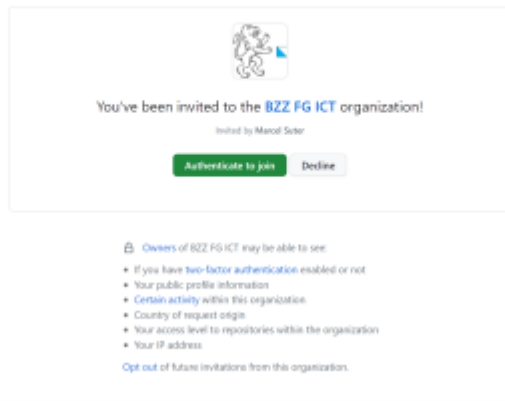 You've been invited to the BZZ FG ICT organization!
Invited by Marcel Suter
Authenticate to join Decline
Owners of BZZ FG ICT may be able to see:
• If you have two-factor authentication enabled or not
• Your public profile information
• Certain activity within this organization
• Country of request origin
• Your access level to repositories within the organization
• Your IP address
Opt out of future invitations from this organization.